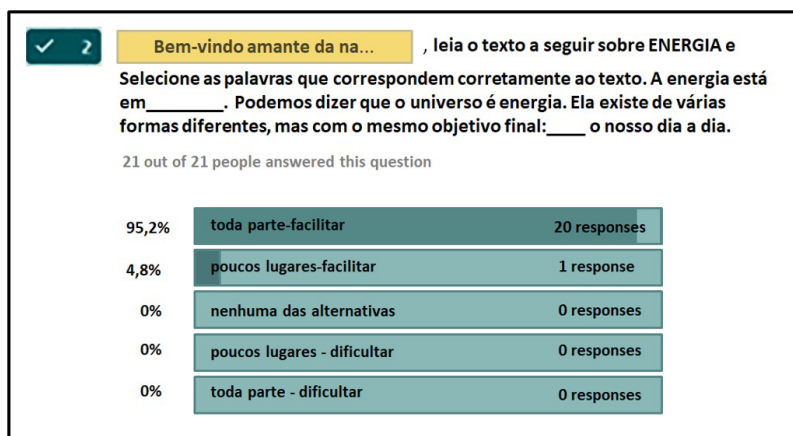 2 Bem-vindo amante da na... , leia o texto a seguir sobre ENERGIA e
Selecione as palavras que correspondem corretamente ao texto. A energia está
em________. Podemos dizer que o universo é energia. Ela existe de várias
formas diferentes, mas com o mesmo objetivo final:____ o nosso dia a dia.
21 out of 21 people answered this question
95,2% toda parte-facilitar 20 responses
4,8% poucos lugares-facilitar 1 response
0% nenhuma das alternativas 0 responses
0% poucos lugares - dificultar 0 responses
0% toda parte - dificultar 0 responses